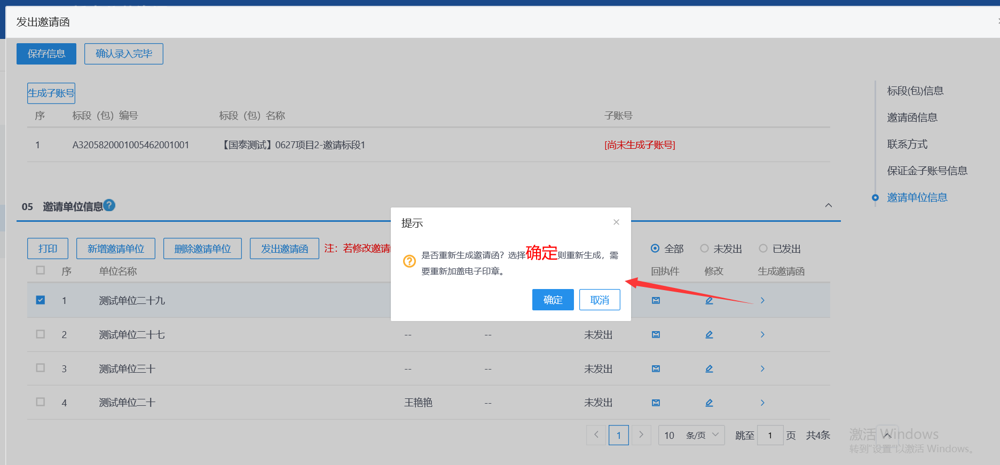 发出邀请函
保存信息 确认录入完毕
生成子账号
序 标段（包）编号 标段（包）名称 子账号
1 A3205820001005462001001 【国泰测试】0627项目2-邀请标段1 [尚未生成子账号]
标段(包)信息
邀请函信息
联系方式
保证金子账号信息
邀请单位信息
05 邀请单位信息
打印 新增邀请单位 删除邀请单位 发出邀请函 注：若修改邀请 全部 未发出 已发出
序 单位名称 回执件 修改 生成邀请函
1 测试单位二十九
2 测试单位二十七 -- -- 未发出
3 测试单位三十 -- -- 未发出
4 测试单位二十 王艳艳 -- 未发出
提示
是否重新生成邀请函？选择确定则重新生成，需
要重新加盖电子印章。
确定 取消
1 10 条/页 跳至 1 页 共4条
激活 Windows
转到"设置"以激活 Windows。